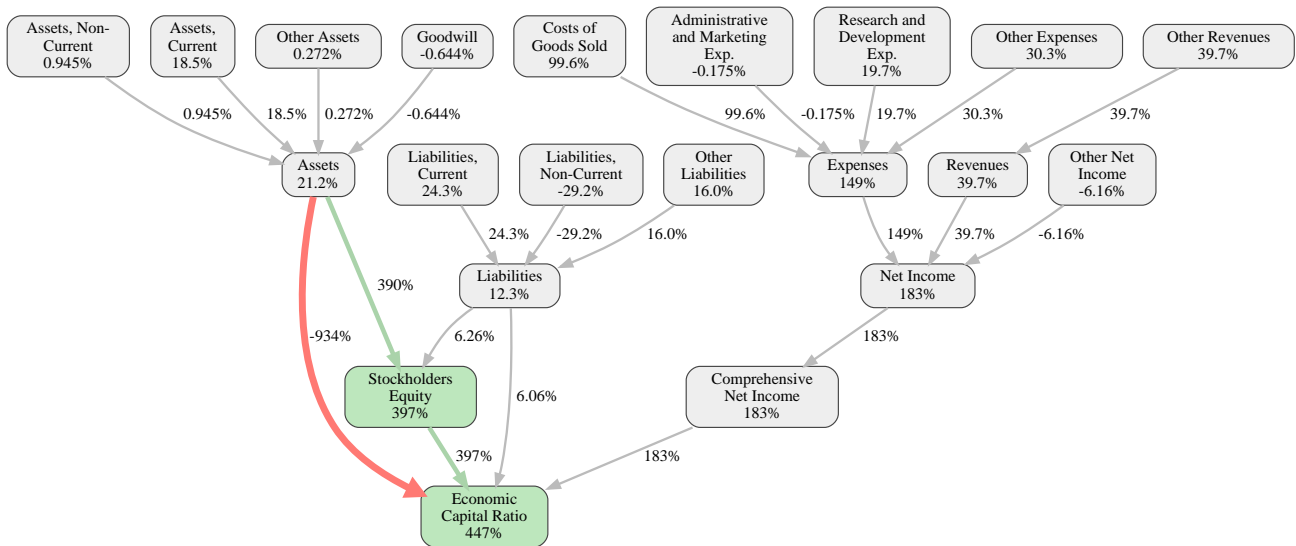 Assets, Non-
Current
0.945%
Assets,
Current
18.5%
Other Assets
0.272%
Goodwill
-0.644%
Costs of
Goods Sold
99.6%
Administrative
and Marketing
Exp.
-0.175%
Research and
Development
Exp.
19.7%
Other Expenses
30.3%
Other Revenues
39.7%
0.945%
18.5%
0.272%
-0.644%
99.6%
-0.175%
19.7%
30.3%
39.7%
Assets
21.2%
Liabilities,
Current
24.3%
Liabilities,
Non-Current
-29.2%
Other
Liabilities
16.0%
Expenses
149%
Revenues
39.7%
Other Net
Income
-6.16%
24.3%
-29.2%
16.0%
149%
39.7%
-6.16%
390%
Liabilities
12.3%
Net Income
183%
-934%
6.26%
183%
Stockholders
Equity
397%
6.06%
Comprehensive
Net Income
183%
397%
183%
Economic
Capital Ratio
447%